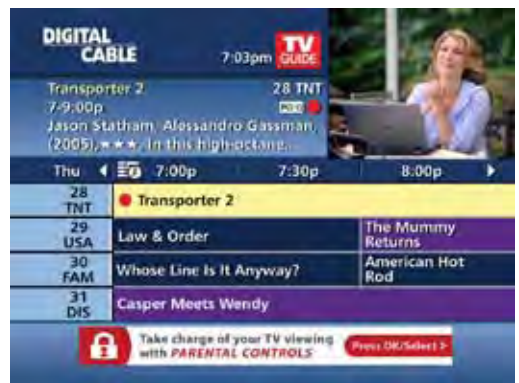 DIGITAL
CABLE
7:03pm
TV
GUIDE
Transporter 2
28 TNT
7-9:00p
PG-13
Jason Statham, Alessandro Gassman,
(2005), ★★★, In this high-octane...
Thu
7:00p
7:30p
8:00p
28
TNT
Transporter 2
29
USA
Law & Order
The Mummy
Returns
30
FAM
Whose Line Is It Anyway?
American Hot
Rod
31
DIS
Casper Meets Wendy
Take charge of your TV viewing
with PARENTAL CONTROLS
Press OK/Select >